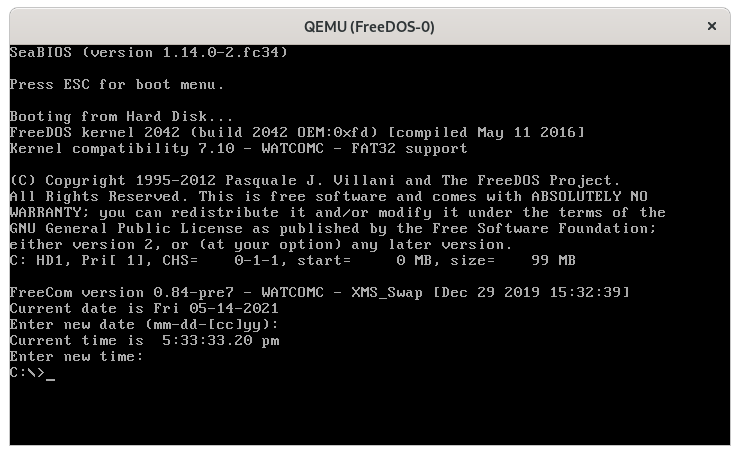 QEMU (FreeDOS-0)
×
SeaBIOS (version 1.14.0-2.fc34)
Press ESC for boot menu.
Booting from Hard Disk...
FreeDOS kernel 2042 (build 2042 OEM:0xfd) [compiled May 11 2016]
Kernel compatibility 7.10 - WATCOMC - FAT32 support
(C) Copyright 1995-2012 Pasquale J. Villani and The FreeDOS Project.
All Rights Reserved. This is free software and comes with ABSOLUTELY NO
WARRANTY; you can redistribute it and/or modify it under the terms of the
GNU General Public License as published by the Free Software Foundation;
either version 2, or (at your option) any later version.
C: HD1, Pri[ 1], CHS=    0-1-1, start=     0 MB, size=    99 MB
FreeCom version 0.84-pre7 - WATCOMC - XMS_Swap [Dec 29 2019 15:32:39]
Current date is Fri 05-14-2021
Enter new date (mm-dd-[cc]yy):
Current time is  5:33:33.20 pm
Enter new time:
C:\>_